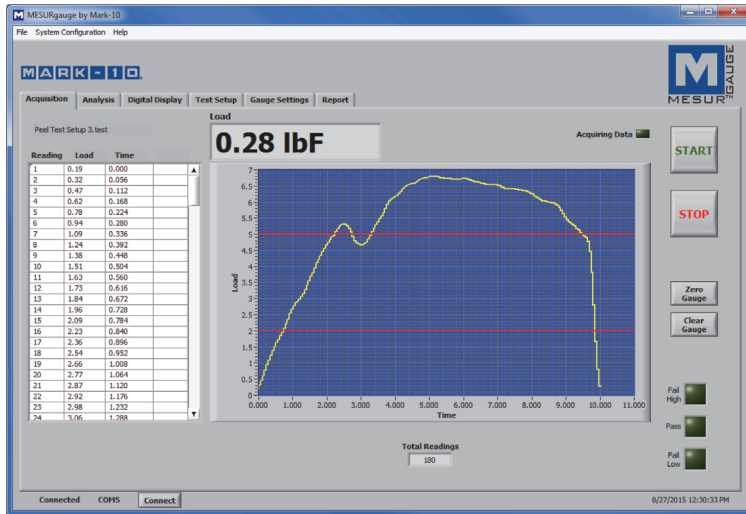 MESURgauge by Mark-10
File System Configuration Help
MARK-10
M
MESUR GAUGE
Acquisition Analysis Digital Display Test Setup Gauge Settings Report
Peel Test Setup 3.test
Load
0.28 lbF
Acquiring Data
START
STOP
Zero
Gauge
Clear
Gauge
Fail
High
Pass
Fail
Low
Reading Load Time
1 0.19 0.000
2 0.32 0.056
3 0.47 0.112
4 0.62 0.168
5 0.78 0.224
6 0.94 0.280
7 1.09 0.336
8 1.24 0.392
9 1.38 0.448
10 1.51 0.504
11 1.63 0.560
12 1.73 0.616
13 1.84 0.672
14 1.96 0.728
15 2.09 0.784
16 2.23 0.840
17 2.36 0.896
18 2.54 0.952
19 2.66 1.008
20 2.77 1.064
21 2.87 1.120
22 2.92 1.176
23 2.98 1.232
24 3.06 1.288
Load
7
6.5
6
5.5
5
4.5
4
3.5
3
2.5
2
1.5
1
0.5
0
0.000 1.000 2.000 3.000 4.000 5.000 6.000 7.000 8.000 9.000 10.000 11.000
Time
Total Readings
180
Connected COM5 Connect
8/27/2015 12:30:33 PM